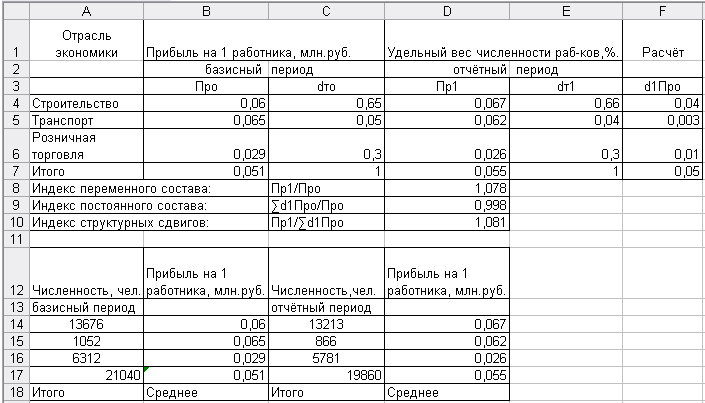 A B C D E F
1 Отрасль экономики Прибыль на 1 работника, млн.руб. Удельный вес численности раб-ков,%. Расчёт
2 базисный период отчётный период
3 Про dто Пр1 dт1 d1Про
4 Строительство 0,06 0,65 0,067 0,66 0,04
5 Транспорт 0,065 0,05 0,062 0,04 0,003
6 Розничная торговля 0,029 0,3 0,026 0,3 0,01
7 Итого 0,051 1 0,055 1 0,05
8 Индекс переменного состава: Пр1/Про 1,078
9 Индекс постоянного состава: ∑d1Про/Про 0,998
10 Индекс структурных сдвигов: Пр1/∑d1Про 1,081
11
12 Численность, чел. Прибыль на 1 работника, млн.руб. Численность,чел. Прибыль на 1 работника, млн.руб.
13 базисный период отчётный период
14 13676 0,06 13213 0,067
15 1052 0,065 866 0,062
16 6312 0,029 5781 0,026
17 21040 0,051 19860 0,055
18 Итого Среднее Итого Среднее